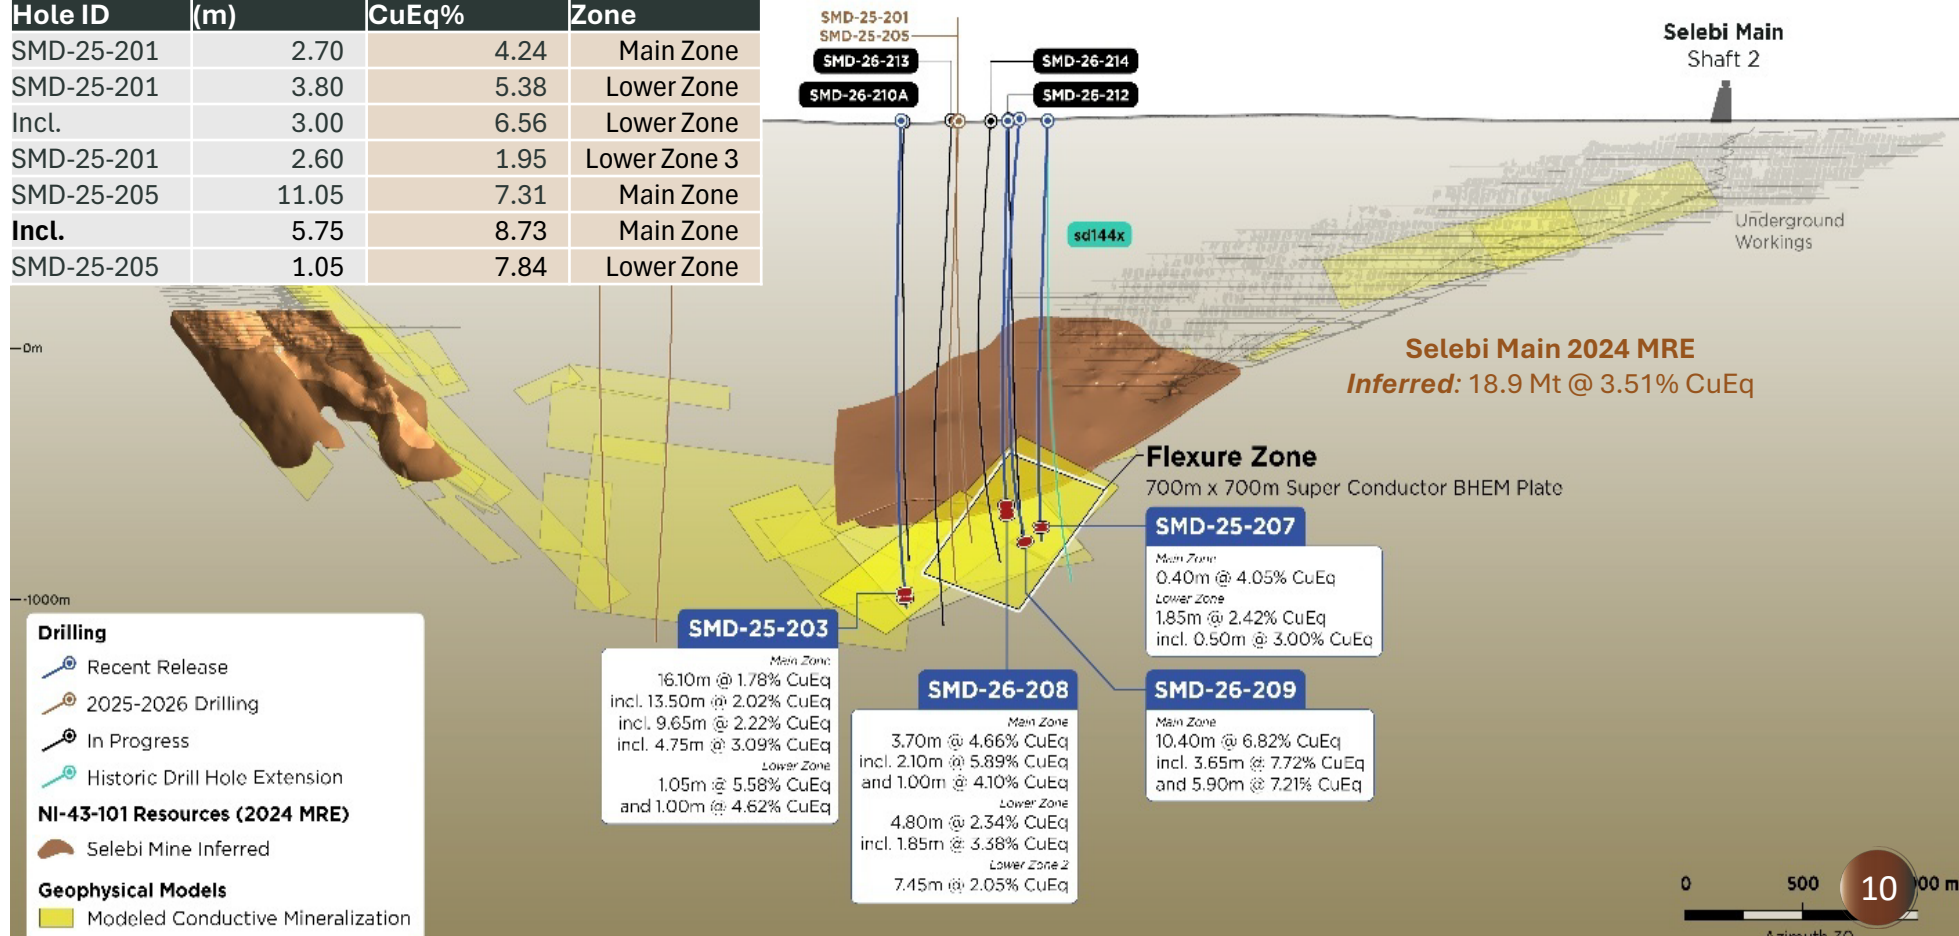 Hole ID (m) CuEq% Zone
SMD-25-201 2.70 4.24 Main Zone
SMD-25-201 3.80 5.38 Lower Zone
Incl. 3.00 6.56 Lower Zone
SMD-25-201 2.60 1.95 Lower Zone 3
SMD-25-205 11.05 7.31 Main Zone
Incl. 5.75 8.73 Main Zone
SMD-25-205 1.05 7.84 Lower Zone
SMD-25-201
SMD-25-205
SMD-26-213
SMD-26-210A
SMD-26-214
SMD-26-212
Selebi Main
Shaft 2
sd144x
Underground
Workings
0m
Selebi Main 2024 MRE
Inferred: 18.9 Mt @ 3.51% CuEq
Flexure Zone
700m x 700m Super Conductor BHEM Plate
SMD-25-207
Main Zone
0.40m @ 4.05% CuEq
Lower Zone
1.85m @ 2.42% CuEq
incl. 0.50m @ 3.00% CuEq
-1000m
SMD-25-203
Main Zone
16.10m @ 1.78% CuEq
incl. 13.50m @ 2.02% CuEq
incl. 9.65m @ 2.22% CuEq
incl. 4.75m @ 3.09% CuEq
Lower Zone
1.05m @ 5.58% CuEq
and 1.00m @ 4.62% CuEq
SMD-26-208
Main Zone
3.70m @ 4.66% CuEq
incl. 2.10m @ 5.89% CuEq
and 1.00m @ 4.10% CuEq
Lower Zone
4.80m @ 2.34% CuEq
incl. 1.85m @ 3.38% CuEq
Lower Zone 2
7.45m @ 2.05% CuEq
SMD-26-209
Main Zone
10.40m @ 6.82% CuEq
incl. 3.65m @ 7.72% CuEq
and 5.90m @ 7.21% CuEq
Drilling
Recent Release
2025-2026 Drilling
In Progress
Historic Drill Hole Extension
NI-43-101 Resources (2024 MRE)
Selebi Mine Inferred
Geophysical Models
Modeled Conductive Mineralization
0 500 00 m
10